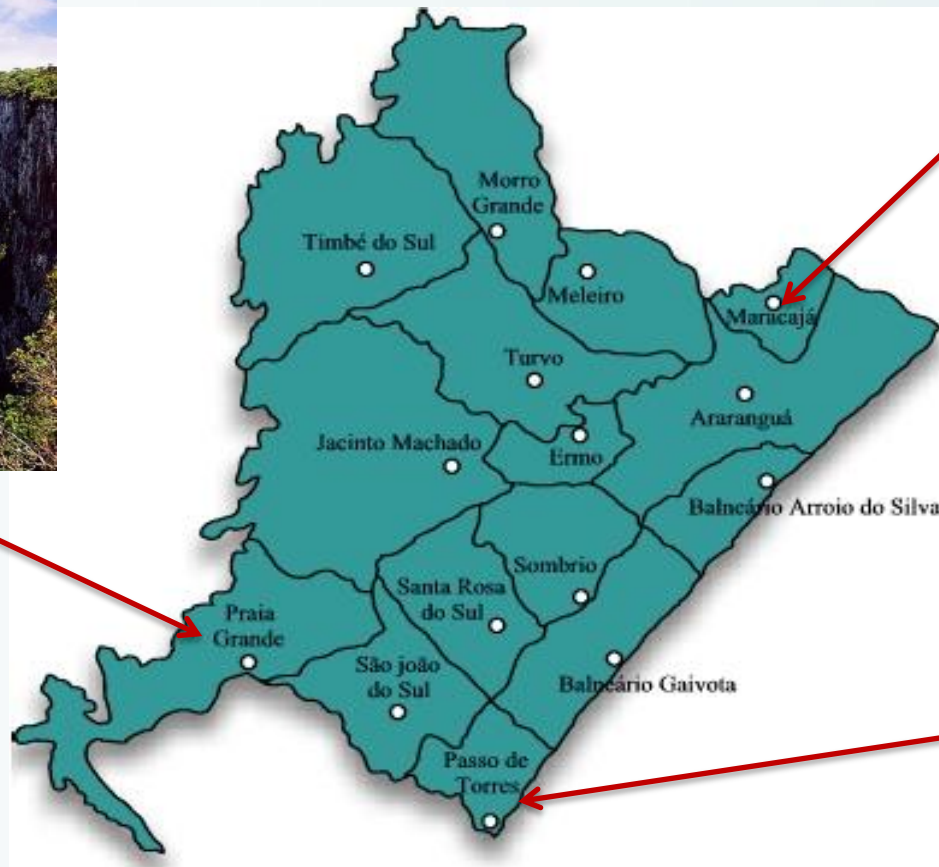 Morro
Grande
Timbé do Sul
Meleiro
Maracajá
Turvo
Araranguá
Jacinto Machado
Ermo
Balneário Arroio do Silva
Sombrio
Santa Rosa
do Sul
Praia
Grande
São joão
do Sul
Balneário Gaivota
Passo de
Torres